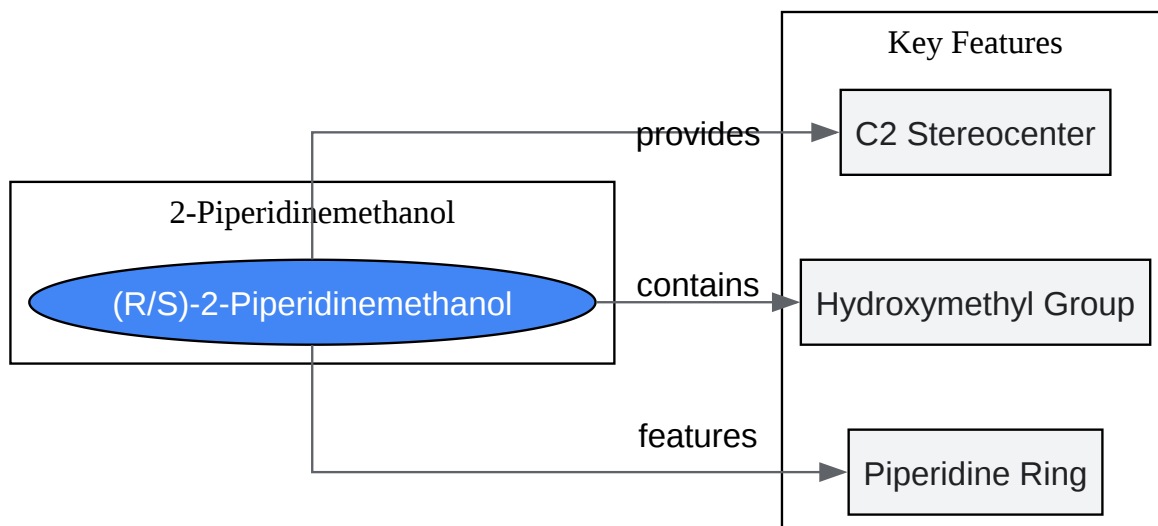 Key Features
provides
C2 Stereocenter
2-Piperidinemethanol
(R/S)-2-Piperidinemethanol
contains
Hydroxymethyl Group
features
Piperidine Ring